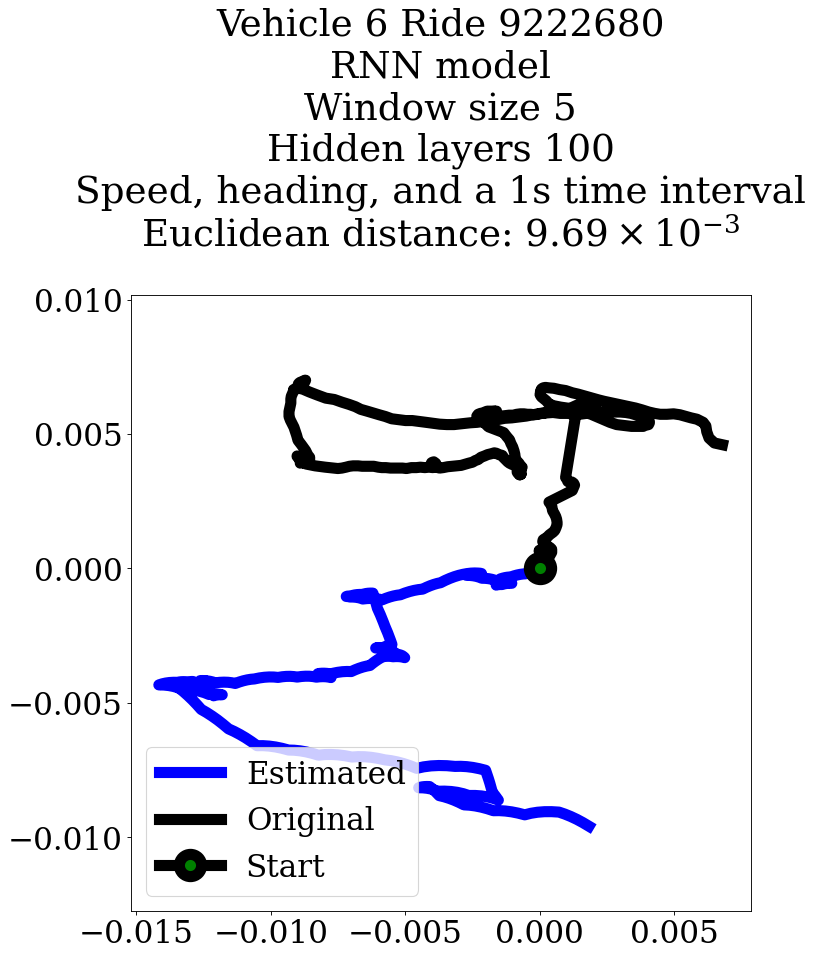 Vehicle 6 Ride 9222680
RNN model
Window size 5
Hidden layers 100
Speed, heading, and a 1s time interval
Euclidean distance: 9.69 × 10⁻³
0.010
0.005
0.000
−0.005
−0.010
Estimated
Original
Start
−0.015 −0.010 −0.005 0.000 0.005